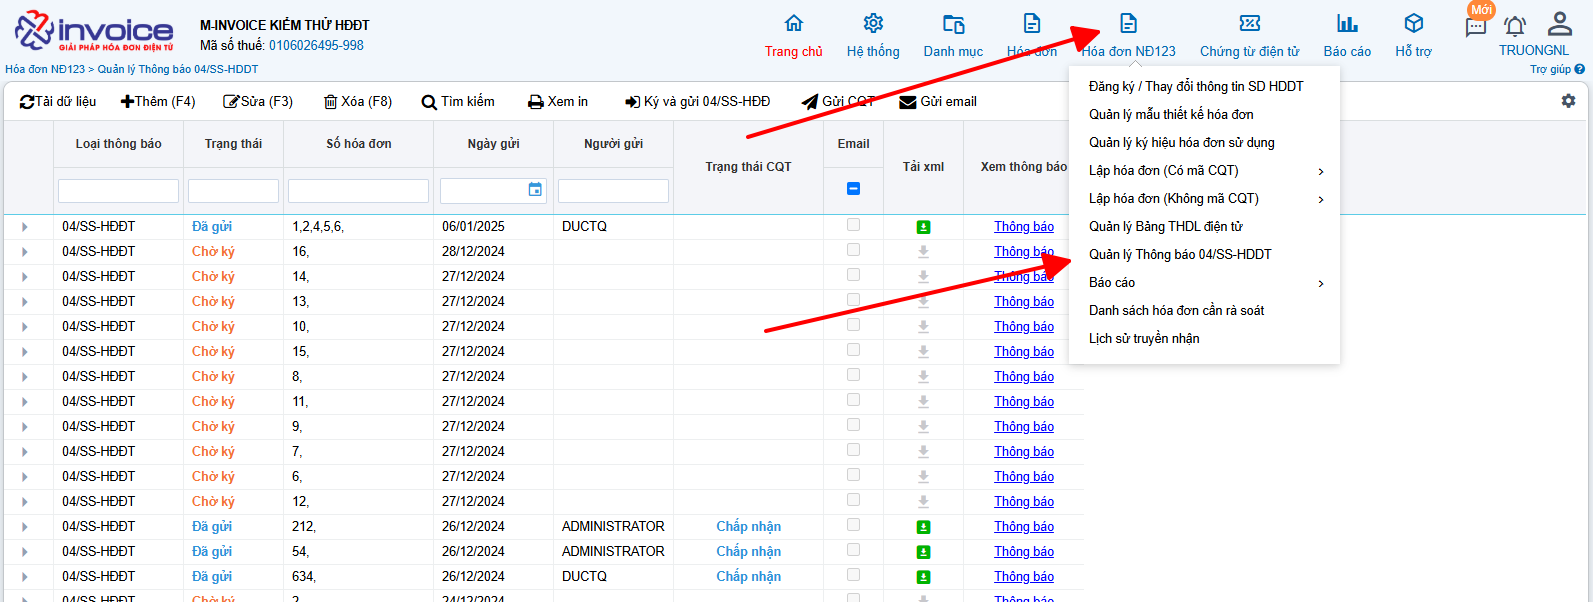 invoice
GIẢI PHÁP HÓA ĐƠN ĐIỆN TỬ
M-INVOICE KIỂM THỬ HĐĐT
Mã số thuế: 0106026495-998
Trang chủ
Hệ thống
Danh mục
Hóa đơn
Hóa đơn NĐ123
Chứng từ điện tử
Báo cáo
Hỗ trợ
Mới
TRUONGNL
Hóa đơn NĐ123 > Quản lý Thông báo 04/SS-HDDT
Trợ giúp
Tải dữ liệu
Thêm (F4)
Sửa (F3)
Xóa (F8)
Tìm kiếm
Xem in
Ký và gửi 04/SS-HĐĐ
Gửi CQT
Gửi email
Đăng ký / Thay đổi thông tin SD HDDT
Quản lý mẫu thiết kế hóa đơn
Quản lý ký hiệu hóa đơn sử dụng
Lập hóa đơn (Có mã CQT)
Lập hóa đơn (Không mã CQT)
Quản lý Bảng THDL điện tử
Quản lý Thông báo 04/SS-HDDT
Báo cáo
Danh sách hóa đơn cần rà soát
Lịch sử truyền nhận
Loại thông báo Trạng thái Số hóa đơn Ngày gửi Người gửi Trạng thái CQT Email Tải xml Xem thông báo
04/SS-HĐĐT Đã gửi 1,2,4,5,6, 06/01/2025 DUCTQ Thông báo
04/SS-HĐĐT Chờ ký 16, 28/12/2024 Thông báo
04/SS-HĐĐT Chờ ký 14, 27/12/2024 Thông báo
04/SS-HĐĐT Chờ ký 13, 27/12/2024 Thông báo
04/SS-HĐĐT Chờ ký 10, 27/12/2024 Thông báo
04/SS-HĐĐT Chờ ký 15, 27/12/2024 Thông báo
04/SS-HĐĐT Chờ ký 8, 27/12/2024 Thông báo
04/SS-HĐĐT Chờ ký 11, 27/12/2024 Thông báo
04/SS-HĐĐT Chờ ký 9, 27/12/2024 Thông báo
04/SS-HĐĐT Chờ ký 7, 27/12/2024 Thông báo
04/SS-HĐĐT Chờ ký 6, 27/12/2024 Thông báo
04/SS-HĐĐT Chờ ký 12, 27/12/2024 Thông báo
04/SS-HĐĐT Đã gửi 212, 26/12/2024 ADMINISTRATOR Chấp nhận Thông báo
04/SS-HĐĐT Đã gửi 54, 26/12/2024 ADMINISTRATOR Chấp nhận Thông báo
04/SS-HĐĐT Đã gửi 634, 26/12/2024 DUCTQ Chấp nhận Thông báo
04/SS-HĐĐT Chờ ký 2, 24/12/2024 Thông báo